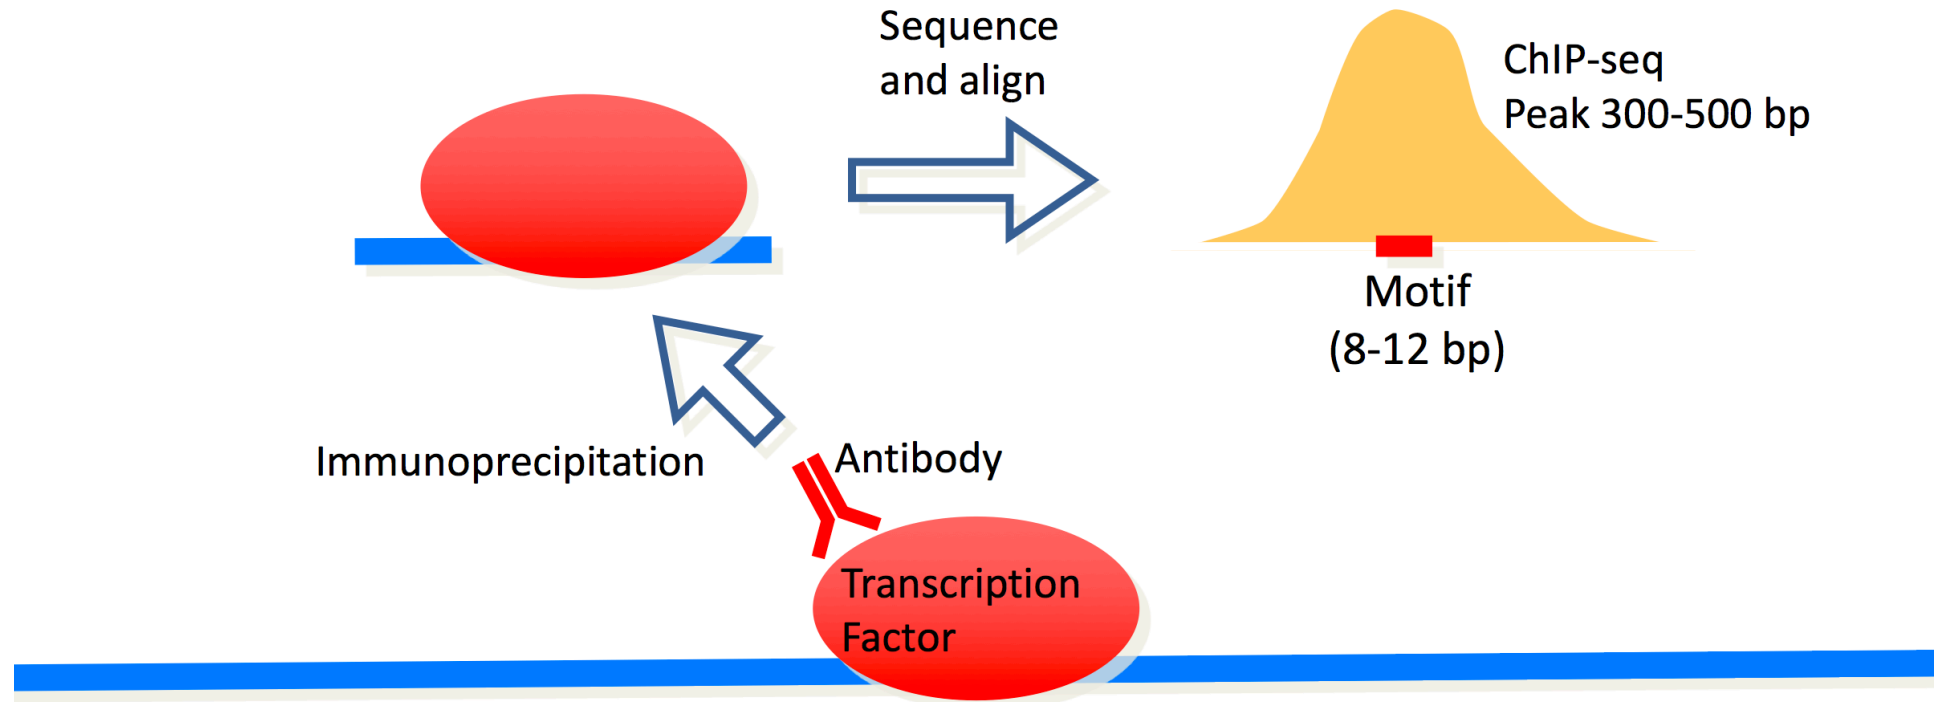 Sequence
and align
ChIP-seq
Peak 300-500 bp
Motif
(8-12 bp)
Immunoprecipitation
Antibody
Transcription
Factor